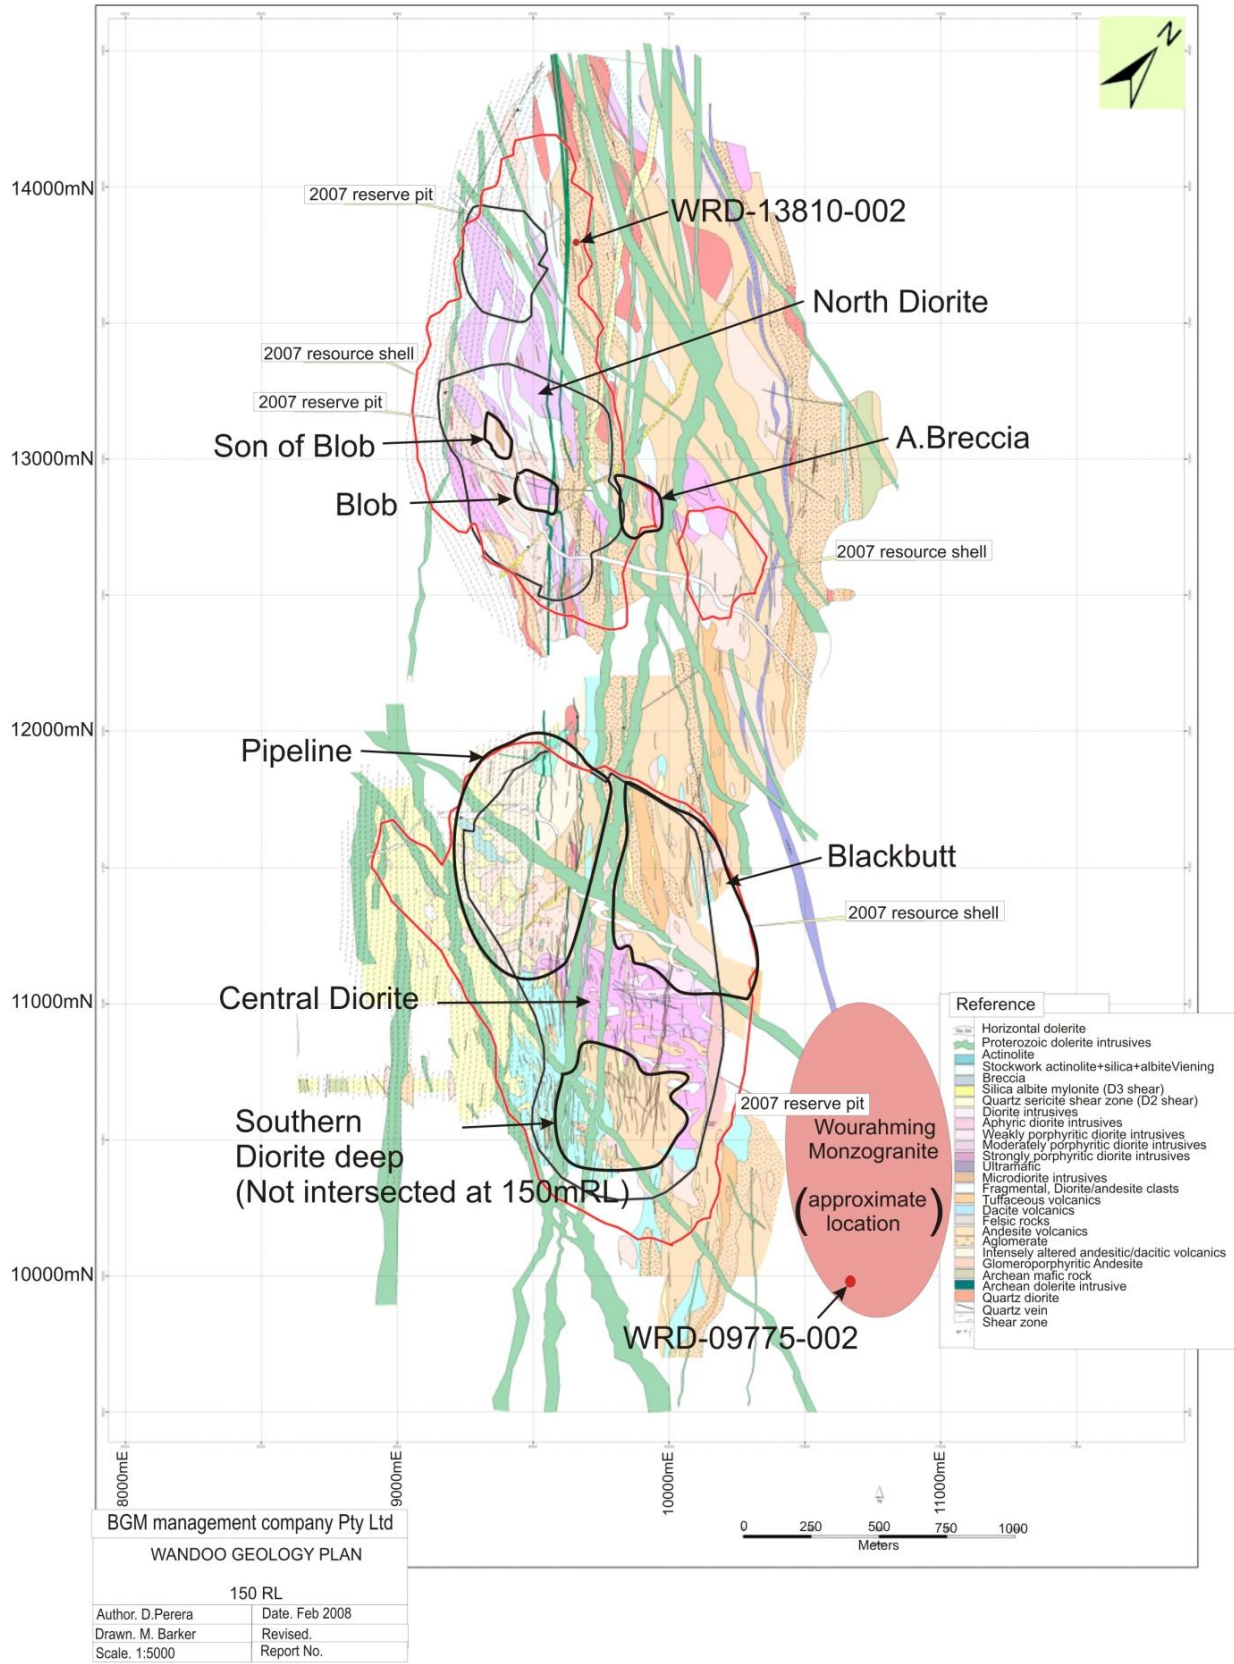 N
14000mN
2007 reserve pit
WRD-13810-002
North Diorite
2007 resource shell
2007 reserve pit
Son of Blob
13000mN
A.Breccia
Blob
2007 resource shell
12000mN
Pipeline
Blackbutt
2007 resource shell
11000mN
Central Diorite
Southern
Diorite deep
(Not intersected at 150mRL)
2007 reserve pit
Wourahming
Monzogranite
(approximate
location)
10000mN
WRD-09775-002
Reference
Horizontal dolerite
Proterozoic dolerite intrusives
Actinolite
Stockwork actinolite+silica+albiteViening
Breccia
Silica albite mylonite (D3 shear)
Quartz sericite shear zone (D2 shear)
Diorite intrusives
Aphyric diorite intrusives
Weakly porphyritic diorite intrusives
Moderately porphyritic diorite intrusives
Strongly porphyritic diorite intrusives
Ultramafic
Microdiorite intrusives
Fragmental, Diorite/andesite clasts
Tuffaceous volcanics
Dacite volcanics
Felsic rocks
Andesite volcanics
Aglomerate
Intensely altered andesitic/dacitic volcanics
Glomeroporphyritic Andesite
Archean mafic rock
Archean dolerite intrusive
Quartz diorite
Quartz vein
Shear zone
8000mE
9000mE
10000mE
11000mE
0 250 500 750 1000
Meters
BGM management company Pty Ltd
WANDOO GEOLOGY PLAN
150 RL
Author. D.Perera Date. Feb 2008
Drawn. M. Barker Revised.
Scale. 1:5000 Report No.